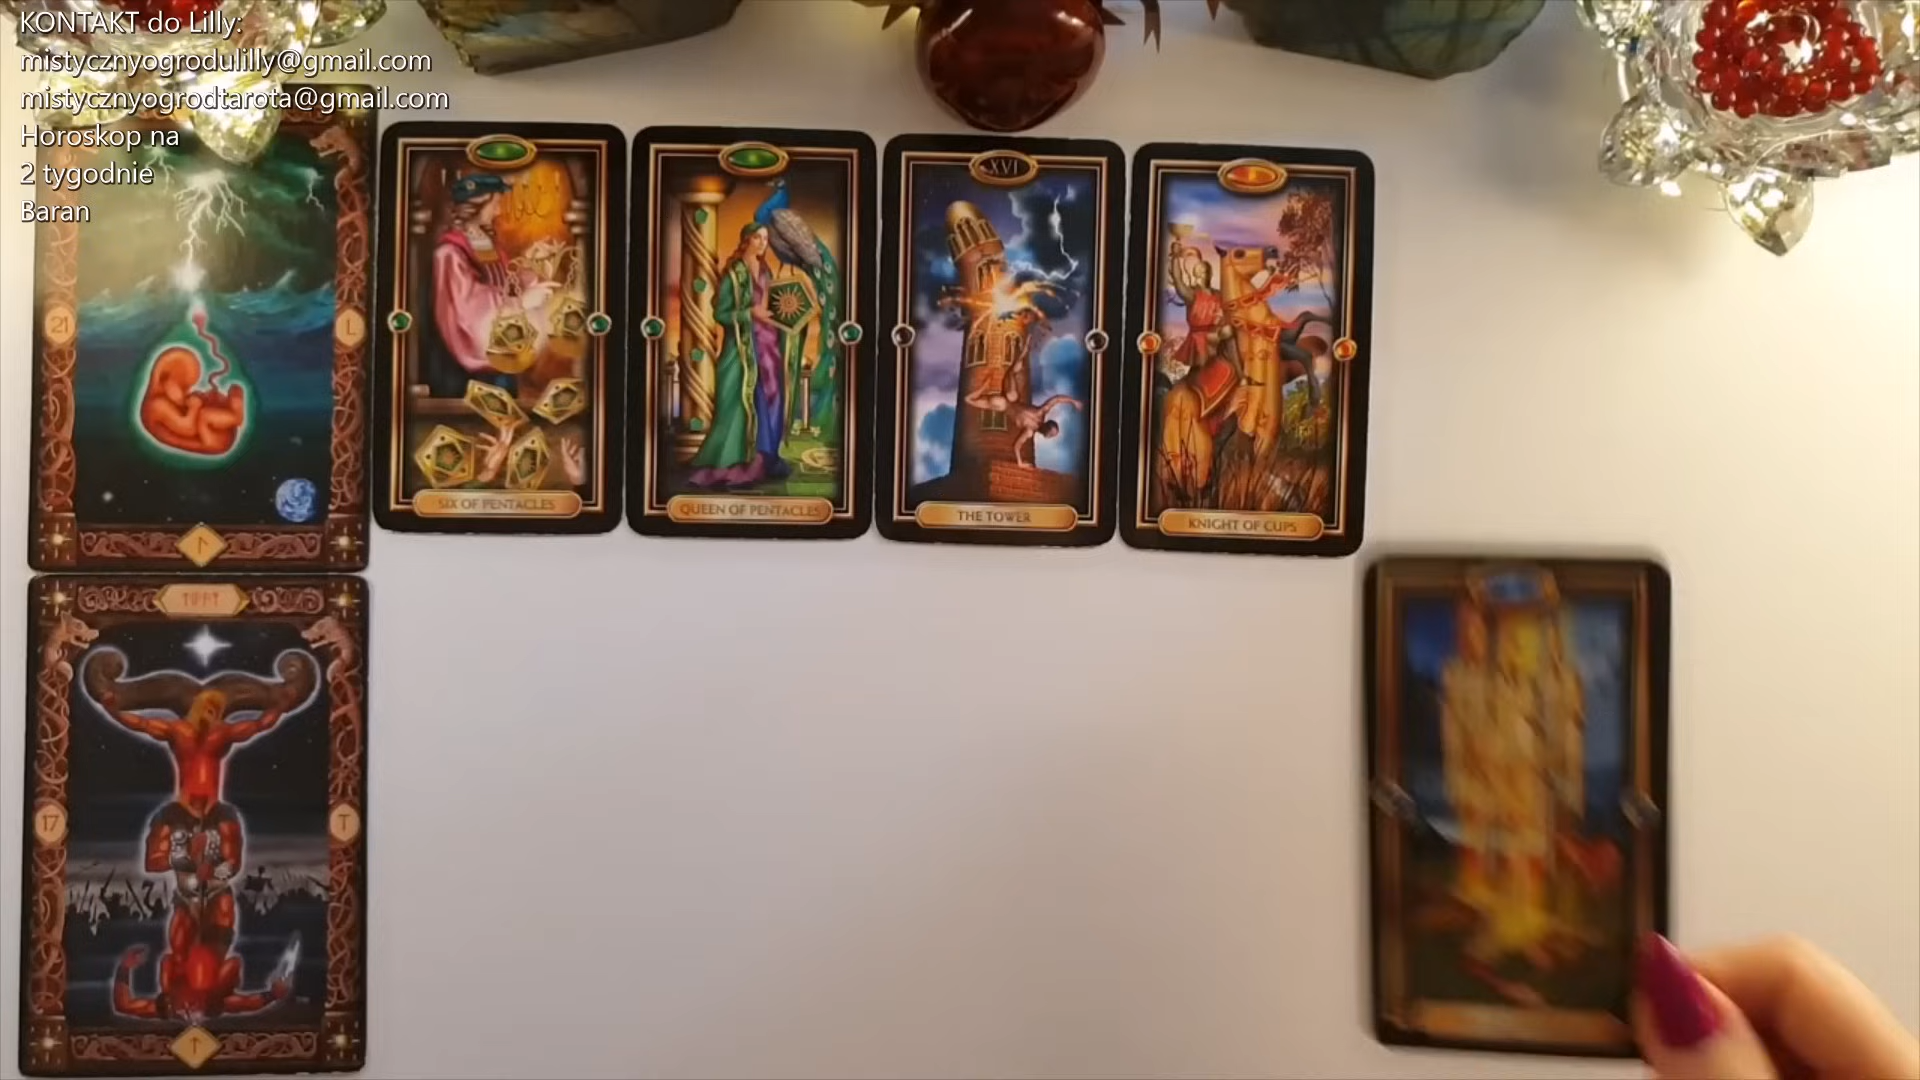 KONTAKT do Lilly:
mistycznyogrodulilly@gmail.com
mistycznyogrodtarota@gmail.com
Horoskop na
2 tygodnie
Baran
21
L
ᛚ
SIX OF PENTACLES
QUEEN OF PENTACLES
XVI
THE TOWER
KNIGHT OF CUPS
17
T
ᛏ